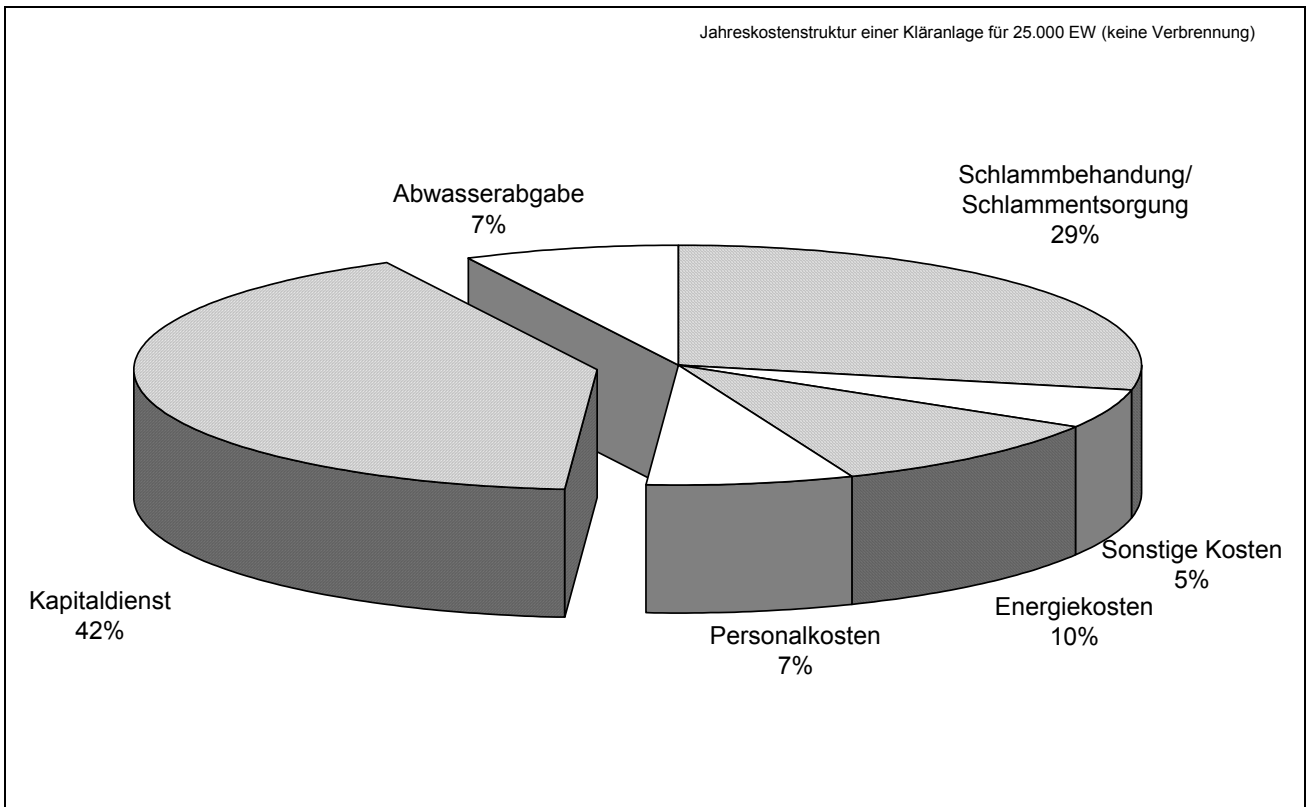 Jahreskostenstruktur einer Kläranlage für 25.000 EW (keine Verbrennung)
Schlammbehandung/
Schlammentsorgung
29%
Abwasserabgabe
7%
Sonstige Kosten
5%
Energiekosten
10%
Kapitaldienst
42%
Personalkosten
7%